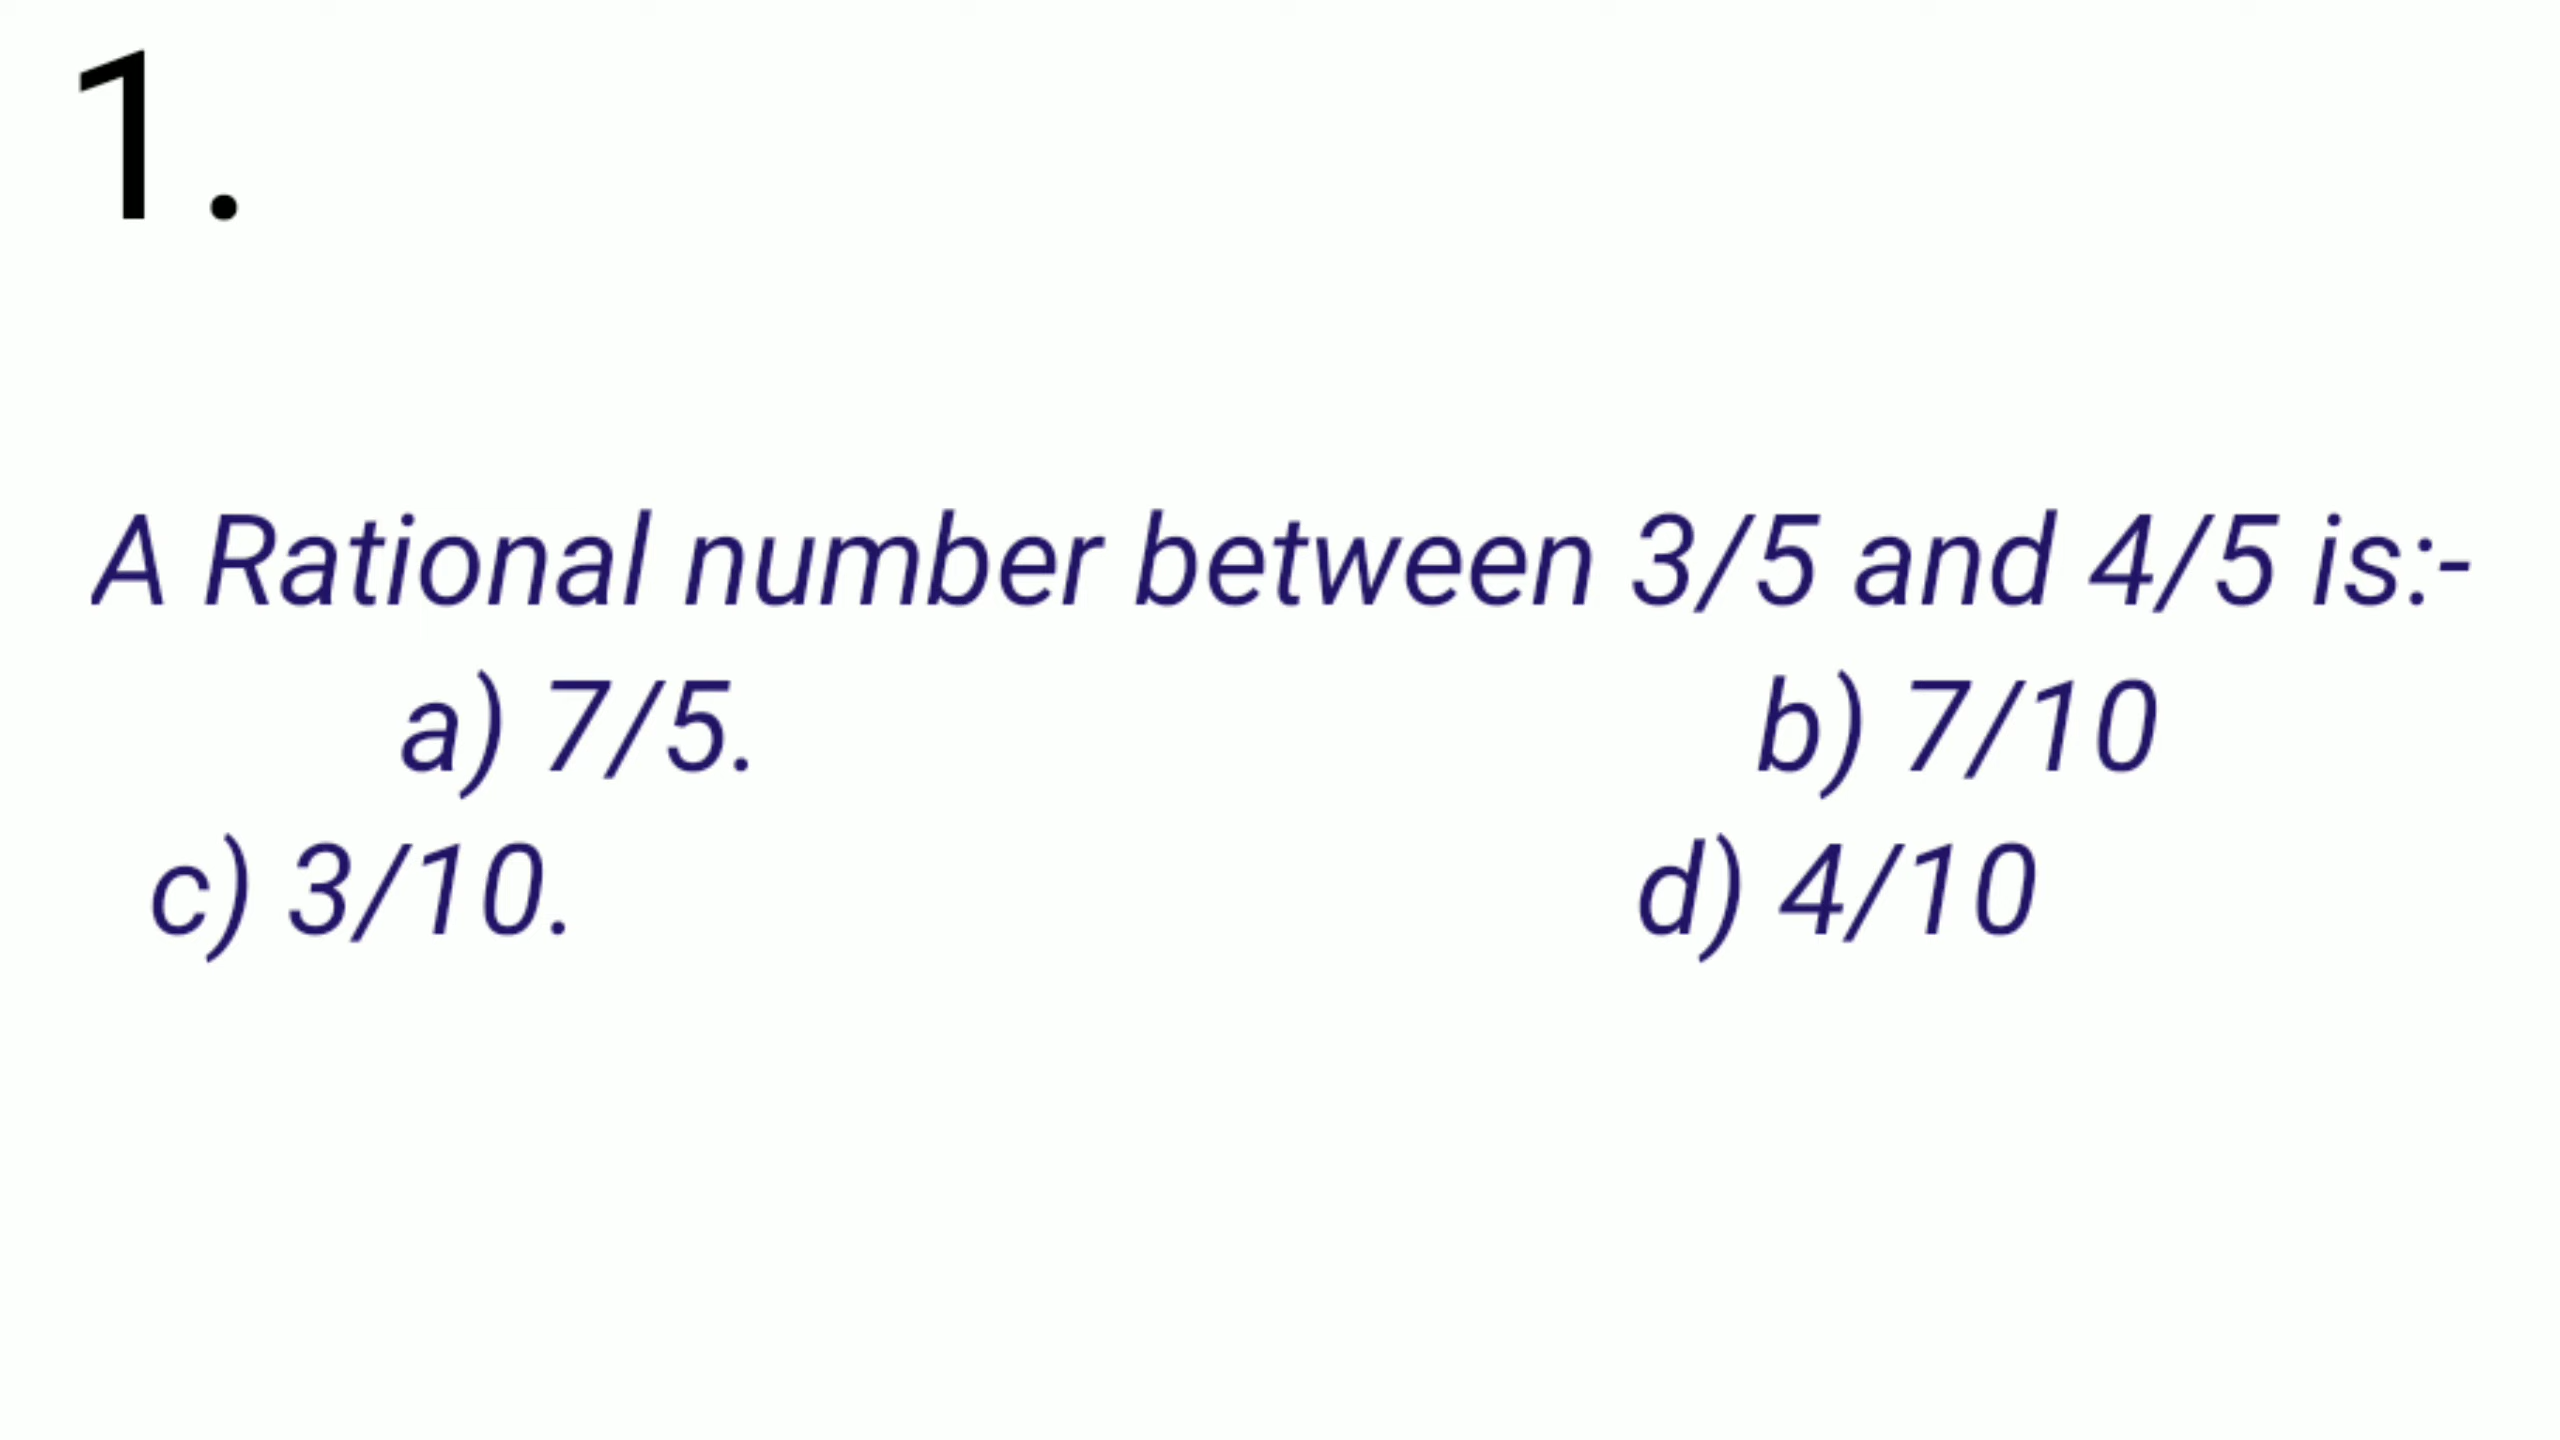 1.
A Rational number between 3/5 and 4/5 is:-
a) 7/5. b) 7/10
c) 3/10. d) 4/10